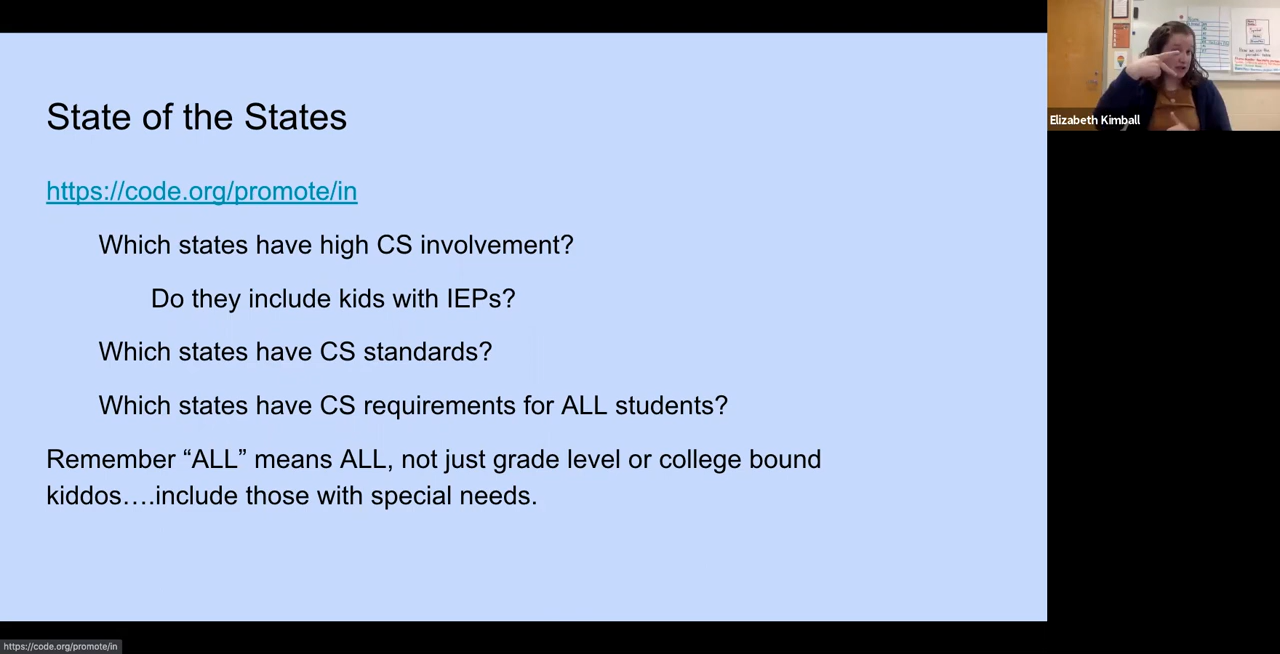 State of the States
https://code.org/promote/in
Which states have high CS involvement?
Do they include kids with IEPs?
Which states have CS standards?
Which states have CS requirements for ALL students?
Remember “ALL” means ALL, not just grade level or college bound
kiddos….include those with special needs.
Elizabeth Kimball
https://code.org/promote/in